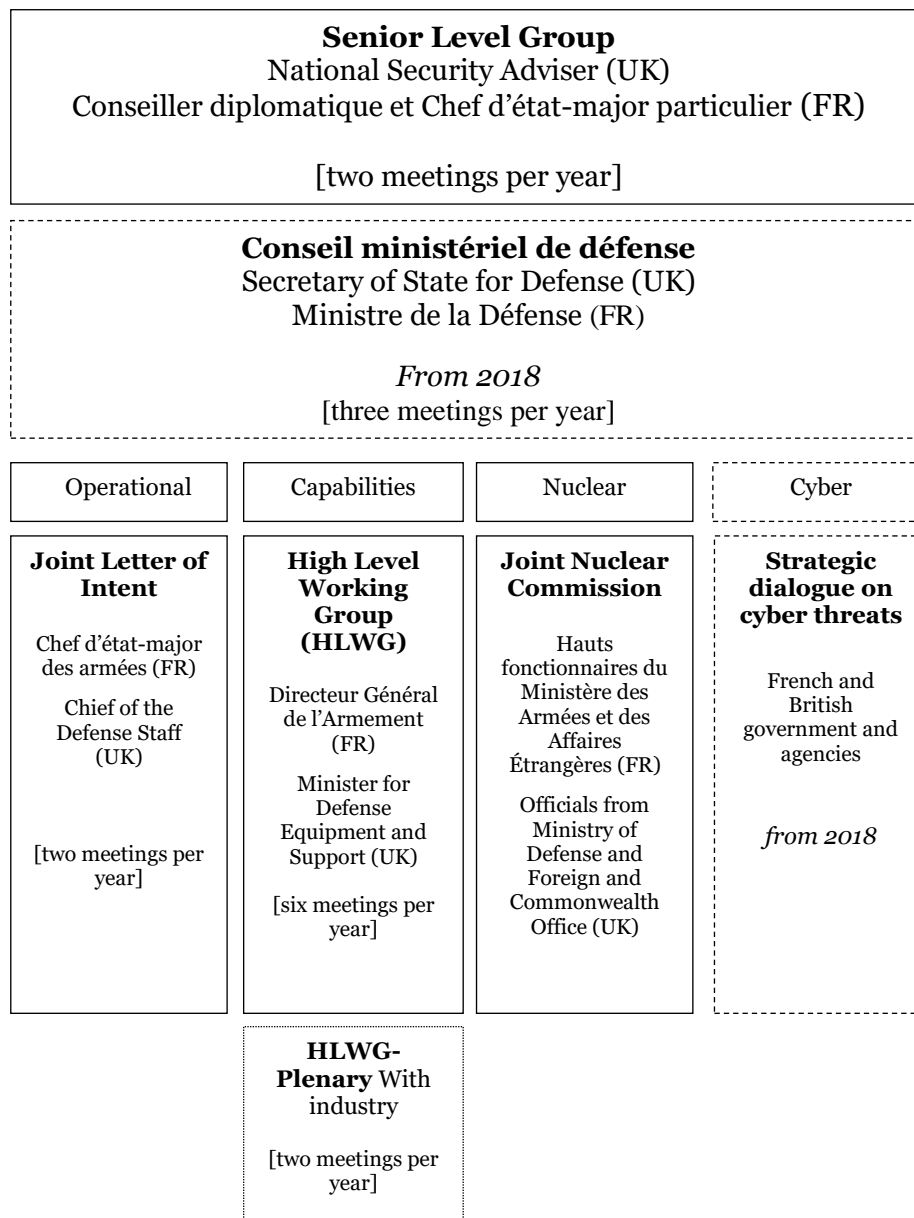 Senior Level Group
National Security Adviser (UK)
Conseiller diplomatique et Chef d’état-major particulier (FR)
[two meetings per year]
Conseil ministériel de défense
Secretary of State for Defense (UK)
Ministre de la Défense (FR)
From 2018
[three meetings per year]
Operational
Capabilities
Nuclear
Cyber
Joint Letter of
Intent
Chef d’état-major
des armées (FR)
Chief of the
Defense Staff
(UK)
[two meetings per
year]
High Level
Working
Group
(HLWG)
Directeur Général
de l’Armement
(FR)
Minister for
Defense
Equipment and
Support (UK)
[six meetings per
year]
Joint Nuclear
Commission
Hauts
fonctionnaires du
Ministère des
Armées et des
Affaires
Étrangères (FR)
Officials from
Ministry of
Defense and
Foreign and
Commonwealth
Office (UK)
Strategic
dialogue on
cyber threats
French and
British
government and
agencies
from 2018
HLWG-
Plenary With
industry
[two meetings per
year]